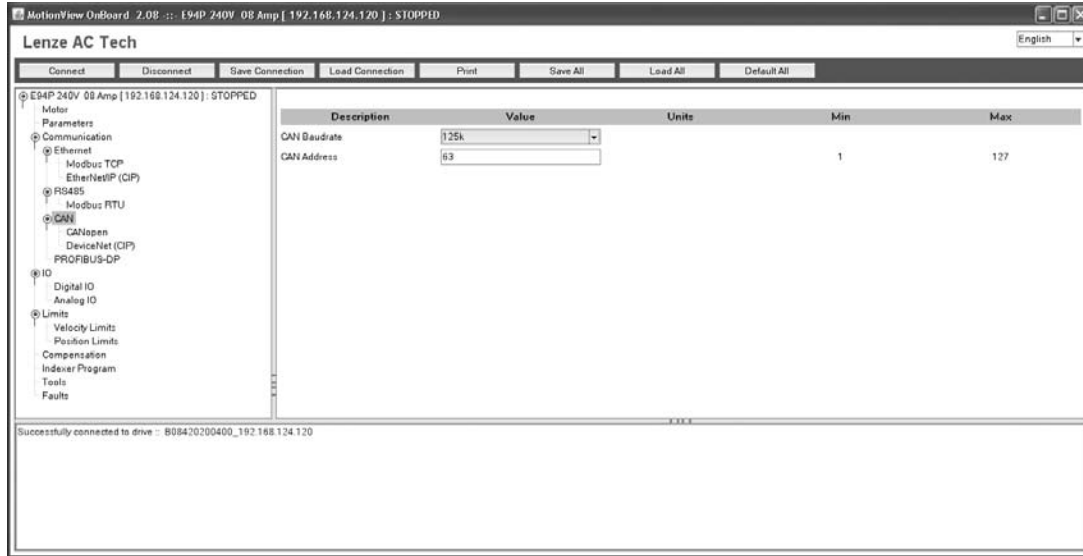 MotionView OnBoard 2.08 -::- E94P 240V 08 Amp [ 192.168.124.120 ] : STOPPED
Lenze AC Tech
English
Connect Disconnect Save Connection Load Connection Print Save All Load All Default All
E94P 240V 08 Amp [ 192.168.124.120 ] : STOPPED
Motor
Parameters
Communication
Ethernet
Modbus TCP
EtherNet/IP (CIP)
RS485
Modbus RTU
CAN
CANopen
DeviceNet (CIP)
PROFIBUS-DP
IO
Digital IO
Analog IO
Limits
Velocity Limits
Position Limits
Compensation
Indexer Program
Tools
Faults
Description Value Units Min Max
CAN Baudrate 125k
CAN Address 63 1 127
Successfully connected to drive :: B08420200400_192.168.124.120